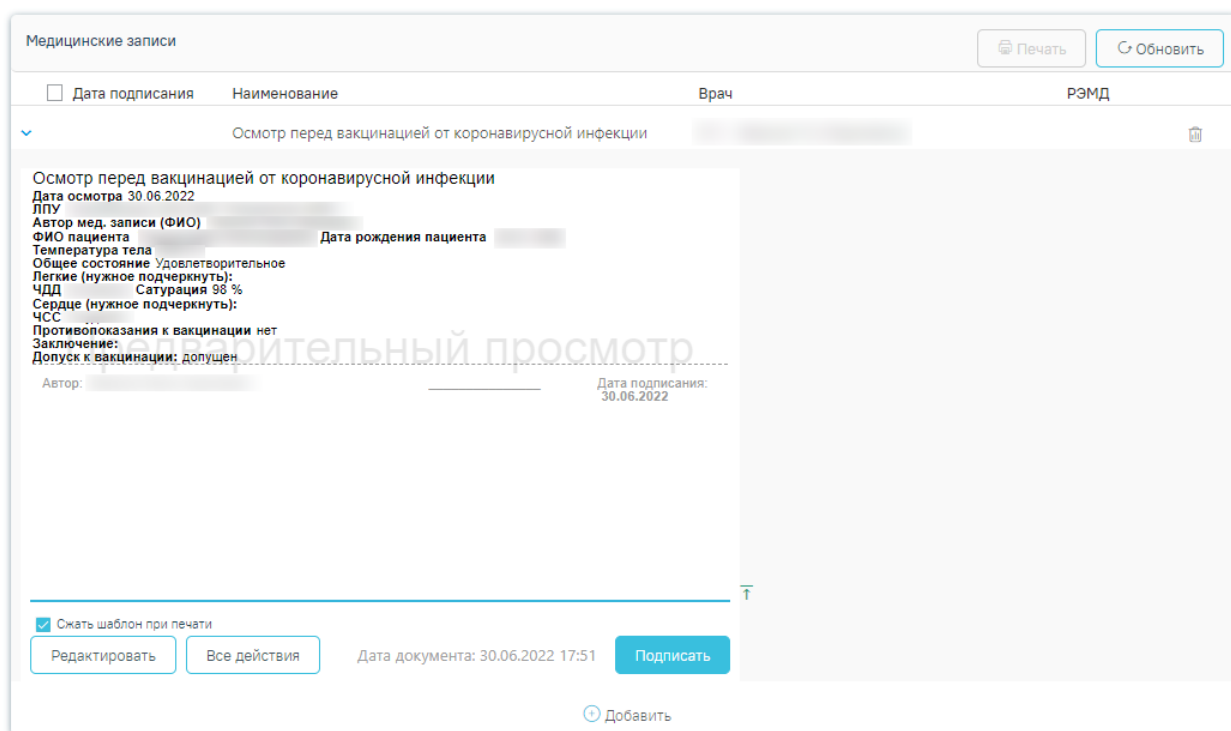 Медицинские записи
Печать
Обновить
Дата подписания Наименование Врач РЭМД
Осмотр перед вакцинацией от коронавирусной инфекции
Осмотр перед вакцинацией от коронавирусной инфекции
Дата осмотра 30.06.2022
ЛПУ
Автор мед. записи (ФИО)
ФИО пациента Дата рождения пациента
Температура тела
Общее состояние Удовлетворительное
Легкие (нужное подчеркнуть):
ЧДД Сатурация 98 %
Сердце (нужное подчеркнуть):
ЧСС
Противопоказания к вакцинации нет
Заключение:
Допуск к вакцинации: допущен
Предварительный просмотр
Автор: Дата подписания:
30.06.2022
Сжать шаблон при печати
Редактировать Все действия Дата документа: 30.06.2022 17:51 Подписать
Добавить